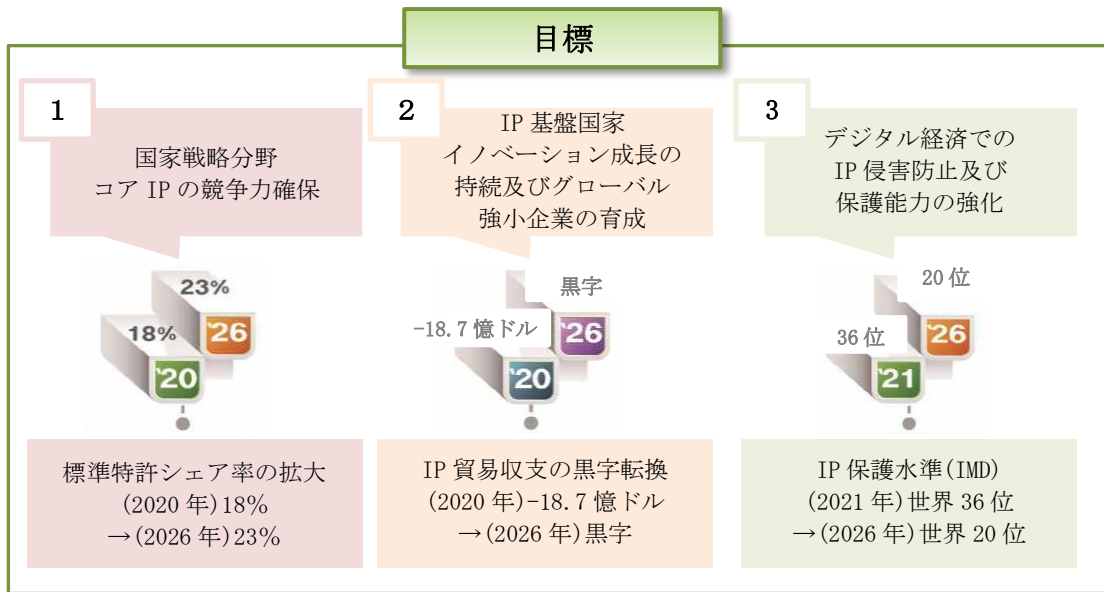 目標
1
国家戦略分野
コア IP の競争力確保
23%
18%
'26
'20
標準特許シェア率の拡大
(2020 年)18%
→(2026 年)23%
2
IP 基盤国家
イノベーション成長の
持続及びグローバル
強小企業の育成
黒字
-18.7 憶ドル
'26
'20
IP 貿易収支の黒字転換
(2020 年)-18.7 憶ドル
→(2026 年)黒字
3
デジタル経済での
IP 侵害防止及び
保護能力の強化
20 位
36 位
'26
'21
IP 保護水準(IMD)
(2021 年)世界 36 位
→(2026 年)世界 20 位